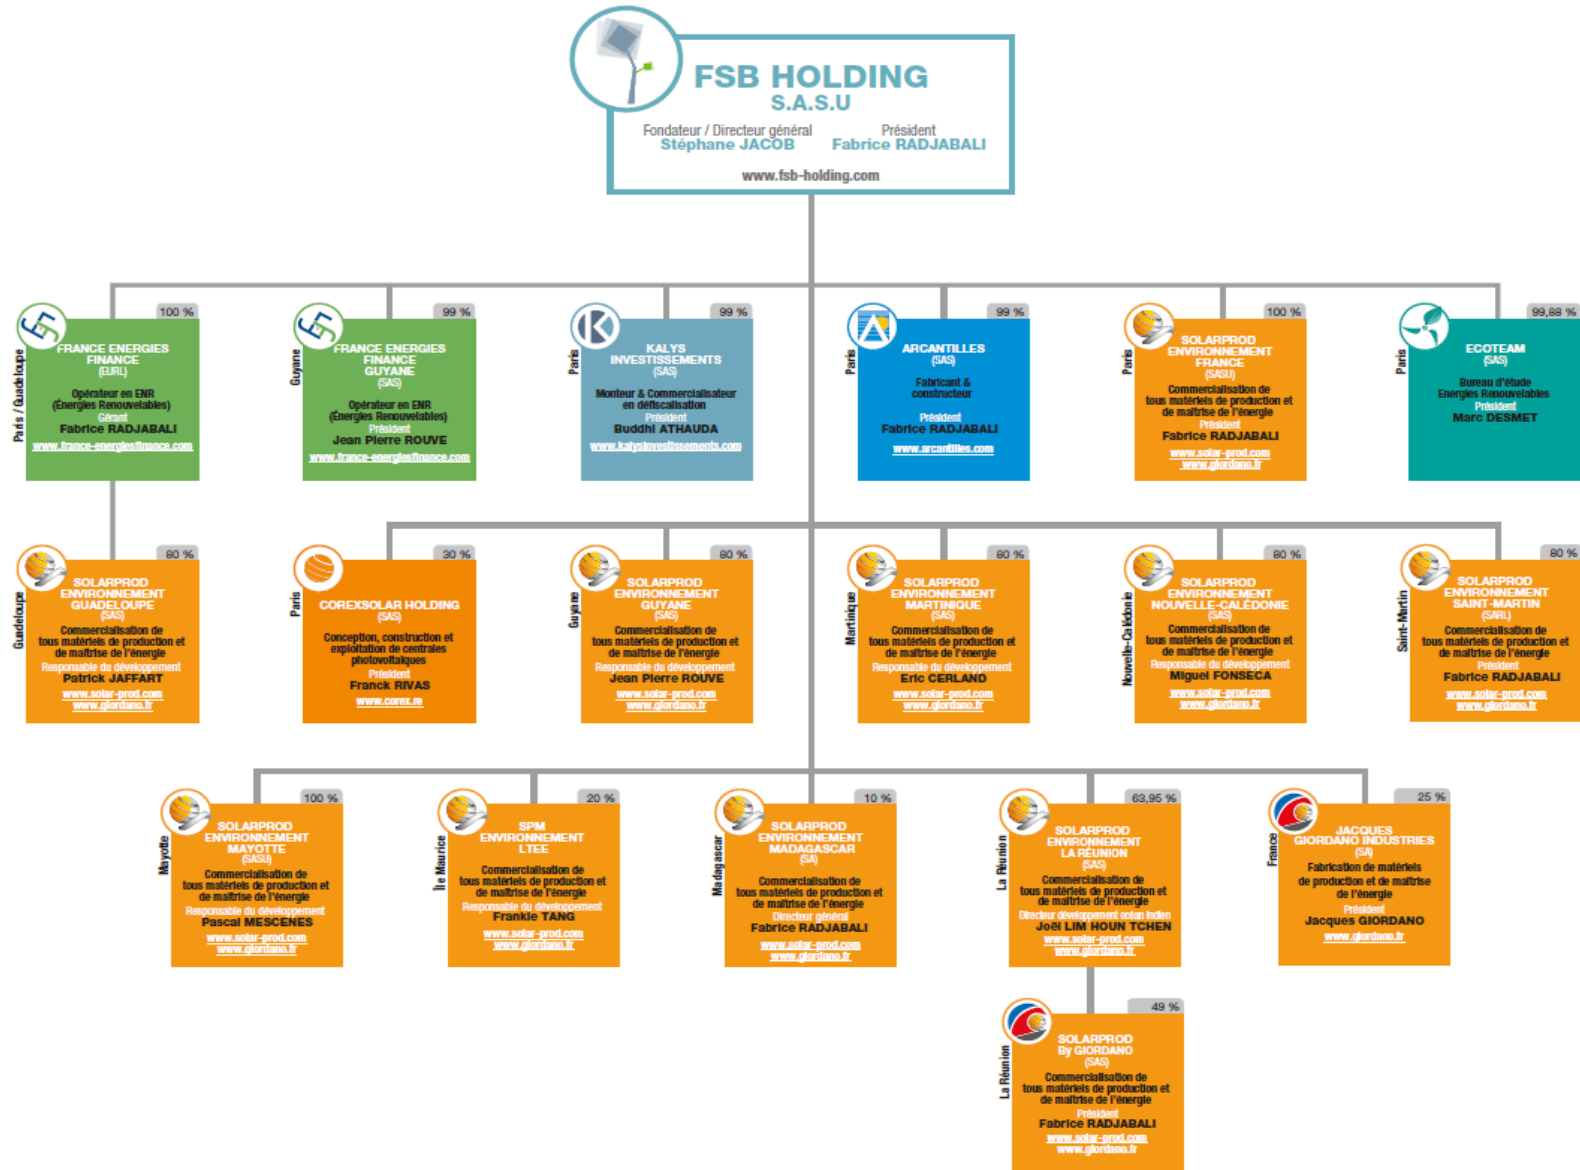 FSB HOLDING
S.A.S.U
Fondateur / Directeur général
Stéphane JACOB
Président
Fabrice RADJABALI
www.fsb-holding.com
Paris / Guadeloupe
100 %
FRANCE ENERGIES
FINANCE
(EURL)
Opérateur en ENR
(Énergies Renouvelables)
Gérant
Fabrice RADJABALI
www.france-energiesfinance.com
Guyane
99 %
FRANCE ENERGIES
FINANCE
GUYANE
(SAS)
Opérateur en ENR
(Énergies Renouvelables)
Président
Jean Pierre ROUVE
www.france-energiesfinance.com
Paris
99 %
KALYS
INVESTISSEMENTS
(SAS)
Monteur & Commercialisateur
en défiscalisation
Président
Buddhi ATHAUDA
www.kalysinvestissements.com
Paris
99 %
ARCANTILLES
(SAS)
Fabricant &
constructeur
Président
Fabrice RADJABALI
www.arcantilles.com
Paris
100 %
SOLARPROD
ENVIRONNEMENT
FRANCE
(SASU)
Commercialisation de
tous matériels de production et
de maîtrise de l'énergie
Président
Fabrice RADJABALI
www.solar-prod.com
www.giordano.fr
Paris
99,88 %
ECOTEAM
(SAS)
Bureau d'étude
Energies Renouvelables
Président
Marc DESMET
Guadeloupe
80 %
SOLARPROD
ENVIRONNEMENT
GUADELOUPE
(SAS)
Commercialisation de
tous matériels de production et
de maîtrise de l'énergie
Responsable du développement
Patrick JAFFART
www.solar-prod.com
www.giordano.fr
Paris
30 %
COREXSOLAR HOLDING
(SAS)
Conception, construction et
exploitation de centrales
photovoltaïques
Président
Franck RIVAS
www.corex.re
Guyane
80 %
SOLARPROD
ENVIRONNEMENT
GUYANE
(SAS)
Commercialisation de
tous matériels de production et
de maîtrise de l'énergie
Responsable du développement
Jean Pierre ROUVE
www.solar-prod.com
www.giordano.fr
Martinique
80 %
SOLARPROD
ENVIRONNEMENT
MARTINIQUE
(SAS)
Commercialisation de
tous matériels de production et
de maîtrise de l'énergie
Responsable du développement
Eric CERLAND
www.solar-prod.com
www.giordano.fr
Nouvelle-Calédonie
80 %
SOLARPROD
ENVIRONNEMENT
NOUVELLE-CALÉDONIE
(SAS)
Commercialisation de
tous matériels de production et
de maîtrise de l'énergie
Responsable du développement
Miguel FONSECA
www.solar-prod.com
www.giordano.fr
Saint-Martin
80 %
SOLARPROD
ENVIRONNEMENT
SAINT-MARTIN
(SARL)
Commercialisation de
tous matériels de production et
de maîtrise de l'énergie
Président
Fabrice RADJABALI
www.solar-prod.com
www.giordano.fr
Mayotte
100 %
SOLARPROD
ENVIRONNEMENT
MAYOTTE
(SASU)
Commercialisation de
tous matériels de production et
de maîtrise de l'énergie
Responsable du développement
Pascal MESCENES
www.solar-prod.com
www.giordano.fr
Île Maurice
20 %
SPM
ENVIRONNEMENT
LTEE
Commercialisation de
tous matériels de production et
de maîtrise de l'énergie
Responsable du développement
Frankie TANG
www.solar-prod.com
www.giordano.fr
Madagascar
10 %
SOLARPROD
ENVIRONNEMENT
MADAGASCAR
(SA)
Commercialisation de
tous matériels de production et
de maîtrise de l'énergie
Directeur général
Fabrice RADJABALI
www.solar-prod.com
www.giordano.fr
La Réunion
63,95 %
SOLARPROD
ENVIRONNEMENT
LA RÉUNION
(SAS)
Commercialisation de
tous matériels de production et
de maîtrise de l'énergie
Directeur développement océan Indien
Joël LIM HOUN TCHEN
www.solar-prod.com
www.giordano.fr
France
25 %
JACQUES
GIORDANO INDUSTRIES
(SA)
Fabrication de matériels
de production et de maîtrise
de l'énergie
Président
Jacques GIORDANO
www.giordano.fr
La Réunion
49 %
SOLARPROD
By GIORDANO
(SAS)
Commercialisation de
tous matériels de production et
de maîtrise de l'énergie
Président
Fabrice RADJABALI
www.solar-prod.com
www.giordano.fr